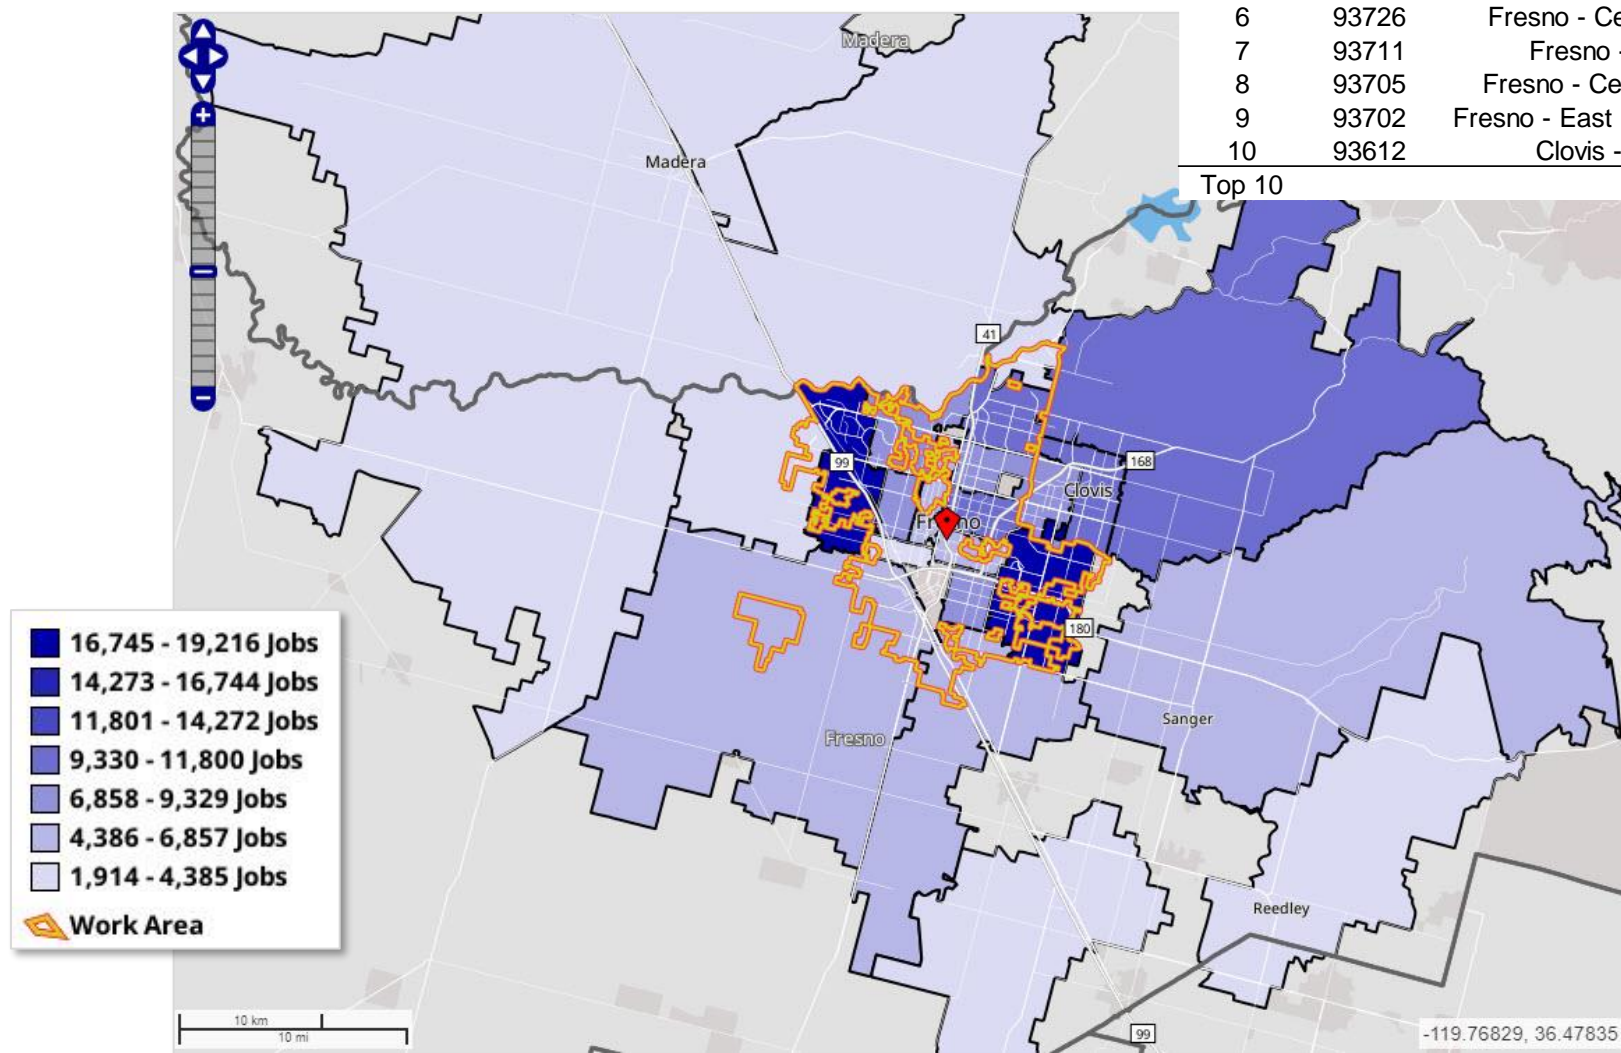 6 93726 Fresno - Ce
7 93711 Fresno -
8 93705 Fresno - Ce
9 93702 Fresno - East
10 93612 Clovis -
Top 10
Madera
Madera
41
99
168
Clovis
Fresno
180
Sanger
Fresno
Reedley
99
16,745 - 19,216 Jobs
14,273 - 16,744 Jobs
11,801 - 14,272 Jobs
9,330 - 11,800 Jobs
6,858 - 9,329 Jobs
4,386 - 6,857 Jobs
1,914 - 4,385 Jobs
Work Area
10 km
10 mi
-119.76829, 36.47835